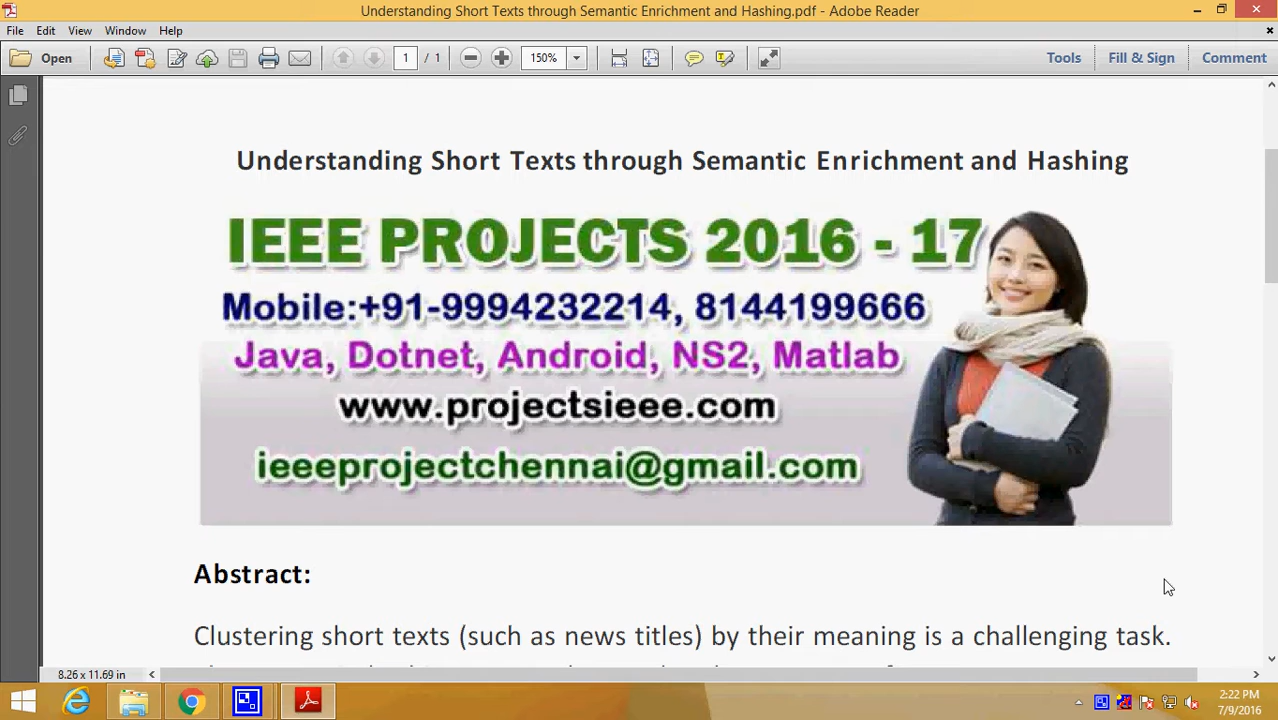 Understanding Short Texts through Semantic Enrichment and Hashing.pdf - Adobe Reader
File Edit View Window Help
Open 1 / 1 150% Tools Fill & Sign Comment
Understanding Short Texts through Semantic Enrichment and Hashing
IEEE PROJECTS 2016 - 17
Mobile:+91-9994232214, 8144199666
Java, Dotnet, Android, NS2, Matlab
www.projectsieee.com
ieeeprojectchennai@gmail.com
Abstract:
Clustering short texts (such as news titles) by their meaning is a challenging task.
8.26 x 11.69 in
2:22 PM
7/9/2016